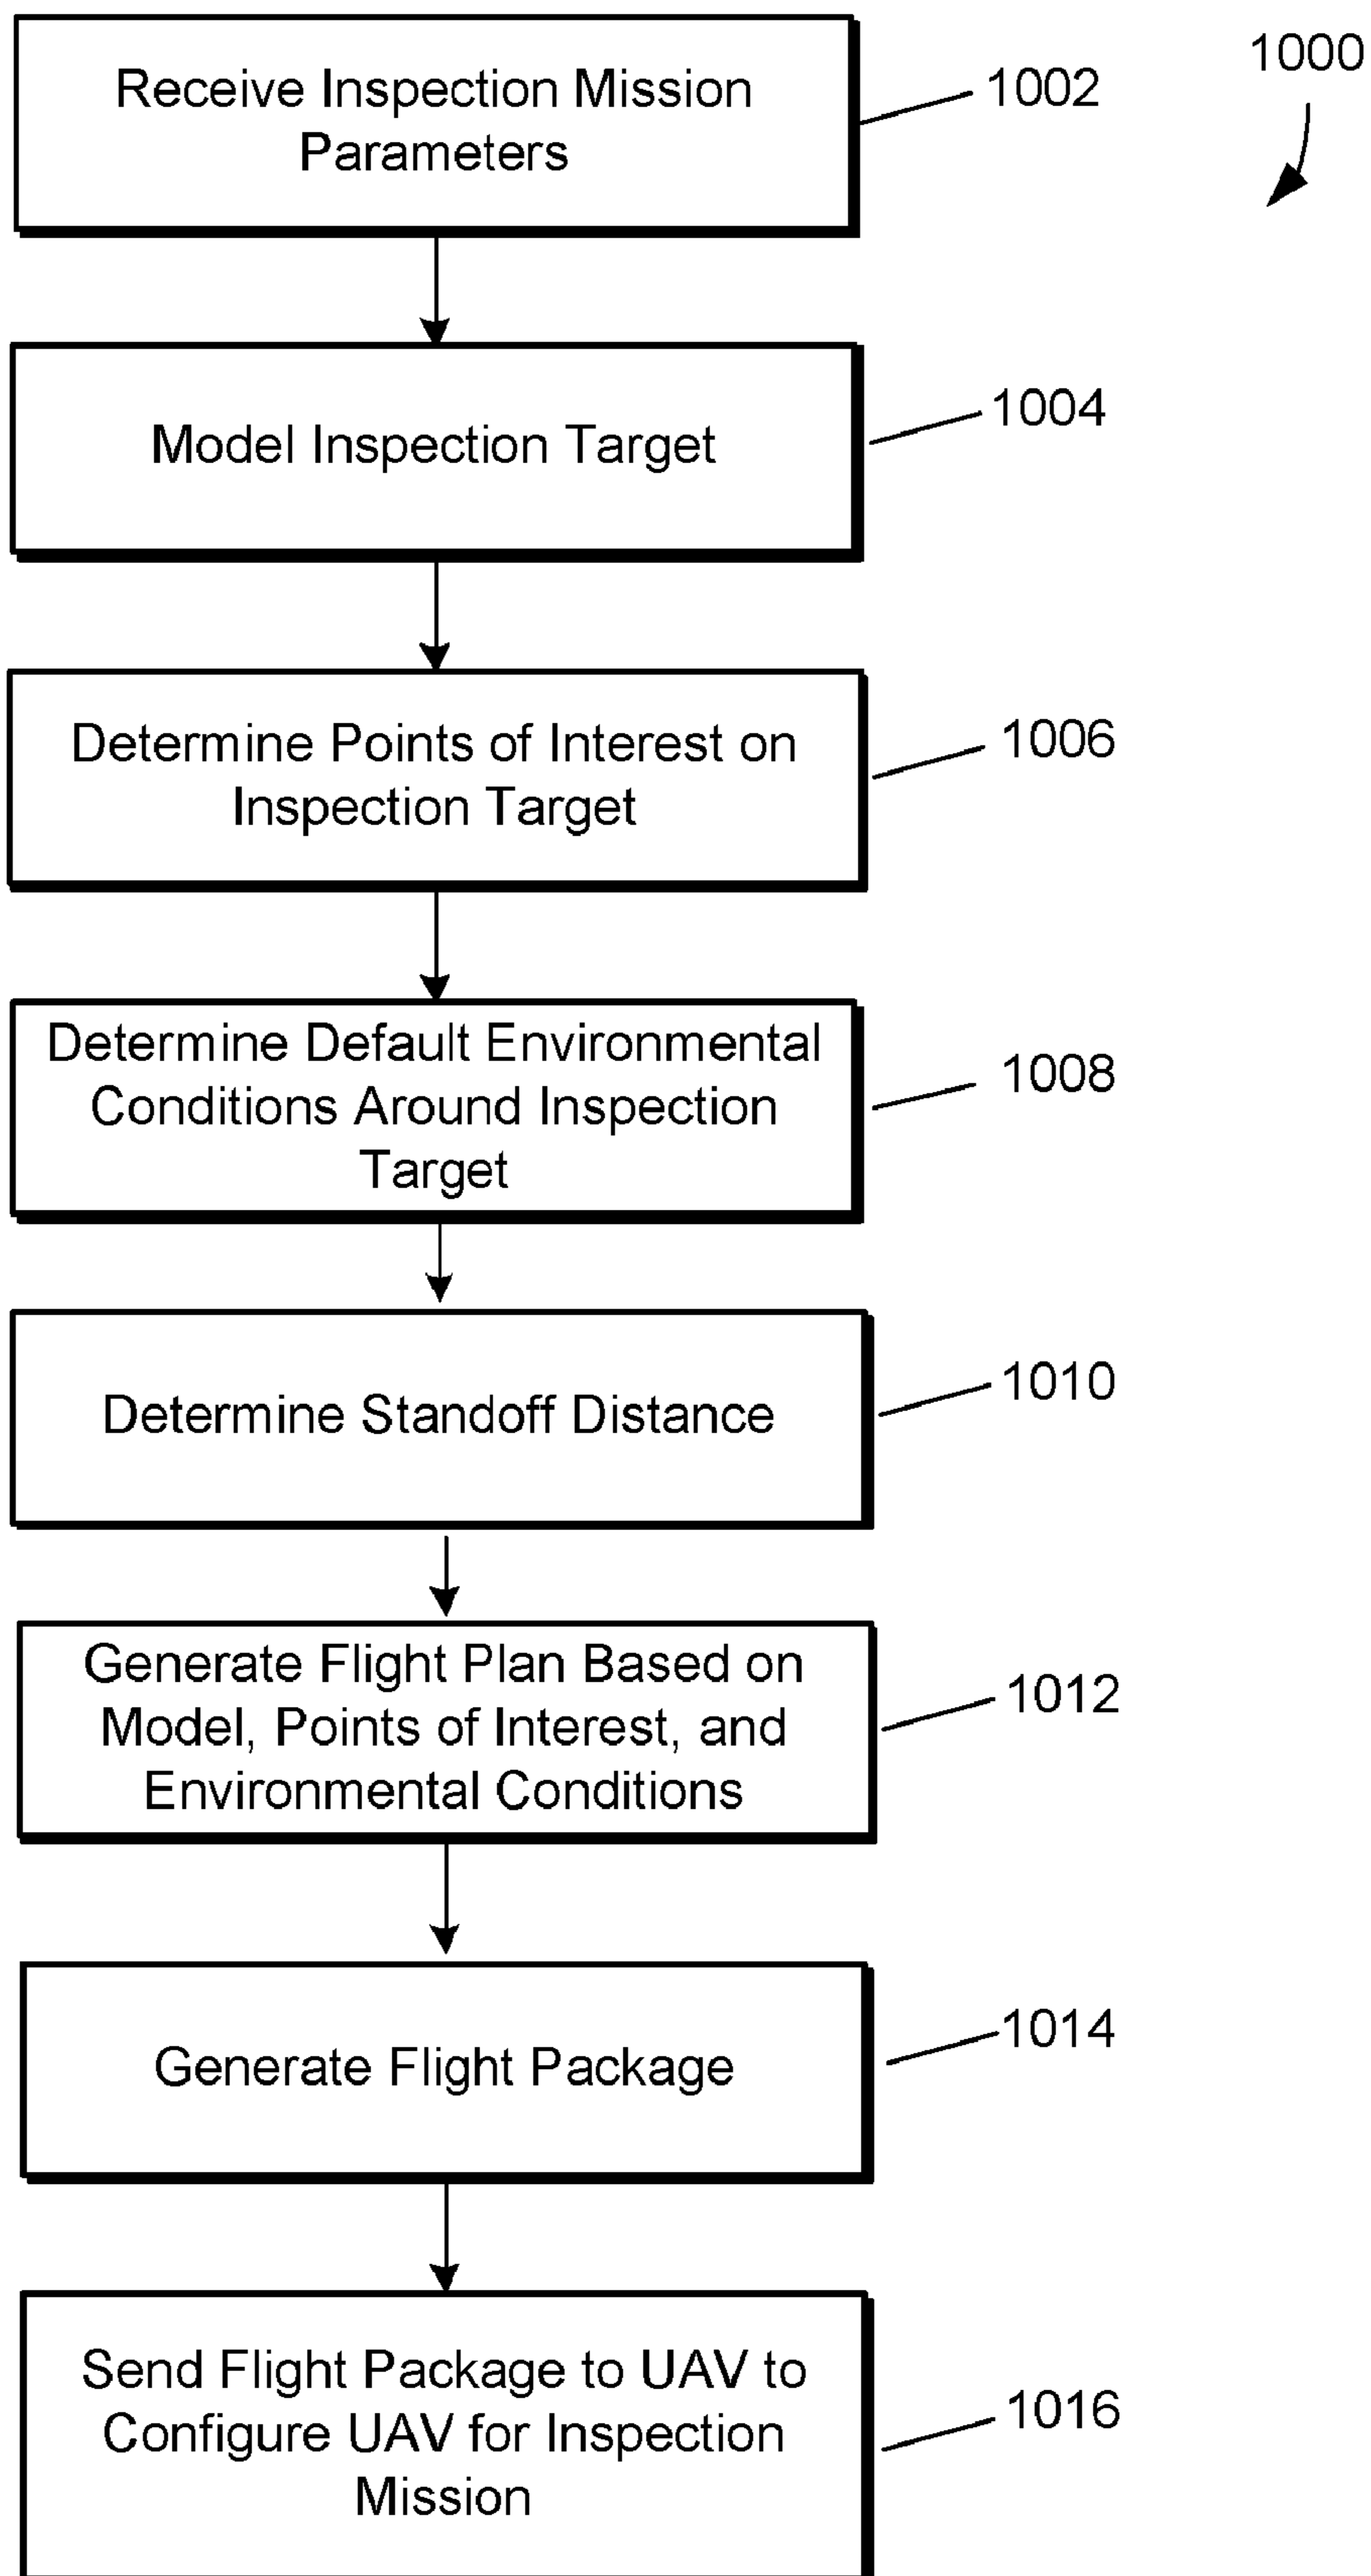 1000
Receive Inspection Mission
Parameters
1002
Model Inspection Target
1004
Determine Points of Interest on
Inspection Target
1006
Determine Default Environmental
Conditions Around Inspection
Target
1008
Determine Standoff Distance
1010
Generate Flight Plan Based on
Model, Points of Interest, and
Environmental Conditions
1012
Generate Flight Package
1014
Send Flight Package to UAV to
Configure UAV for Inspection
Mission
1016